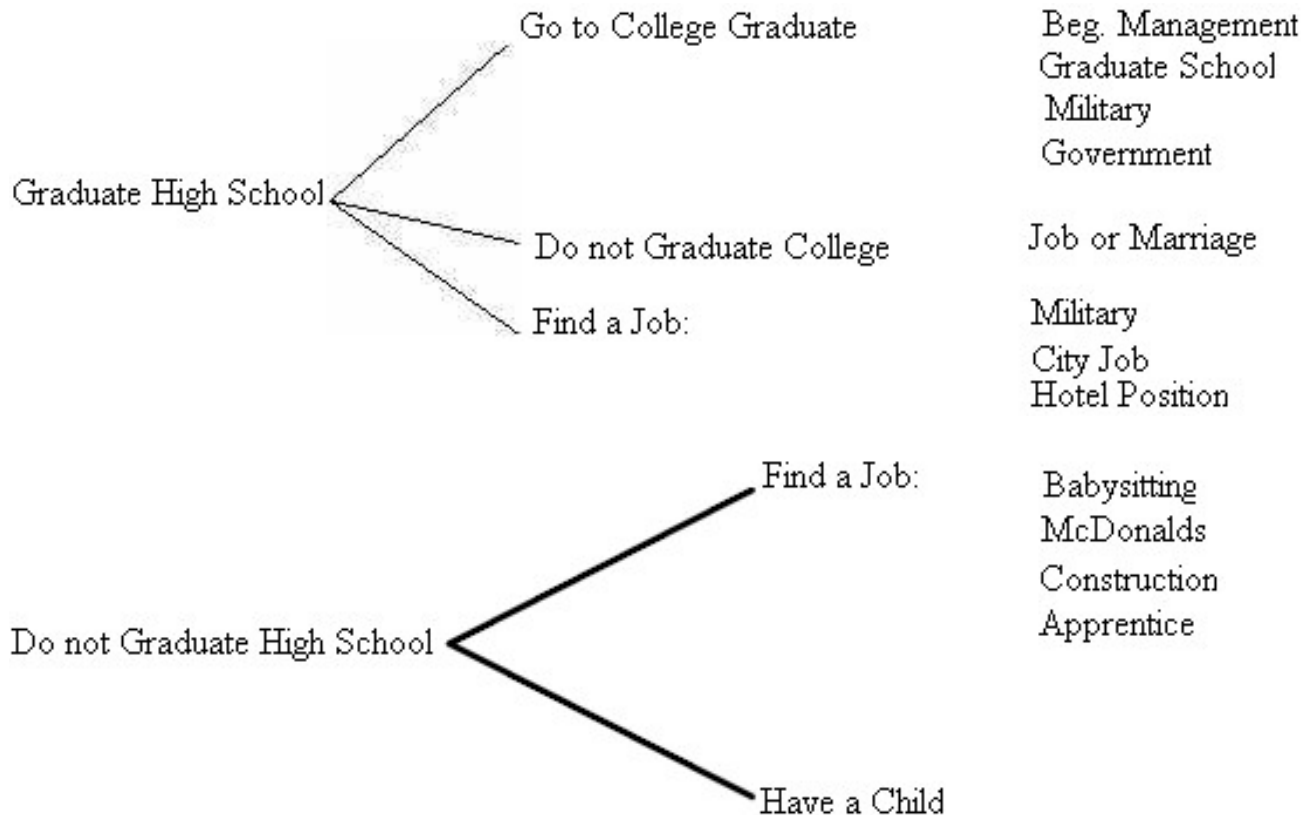 Go to College Graduate
Beg. Management
Graduate School
Military
Government
Graduate High School
Do not Graduate College
Job or Marriage
Find a Job:
Military
City Job
Hotel Position
Find a Job:
Babysitting
McDonalds
Construction
Apprentice
Do not Graduate High School
Have a Child